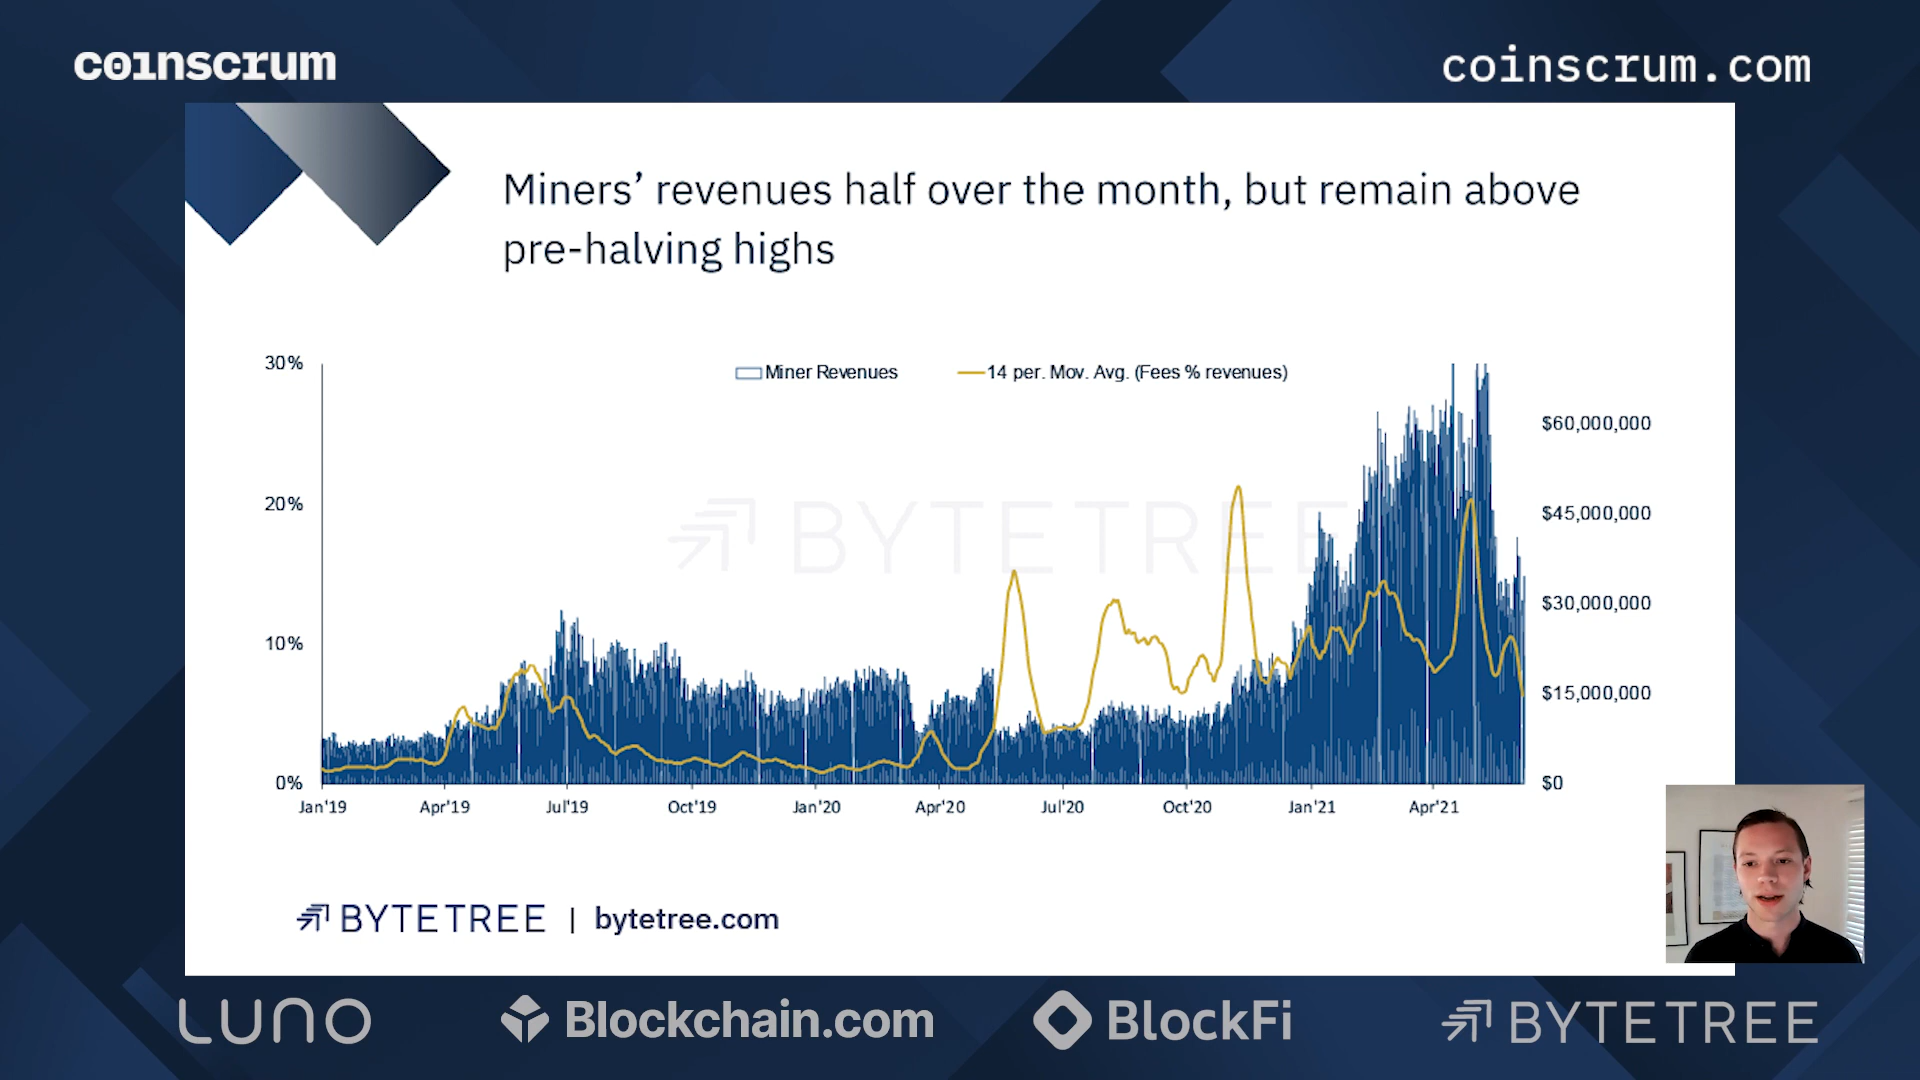 coinscrum
coinscrum.com
Miners’ revenues half over the month, but remain above
pre-halving highs
30%
20%
10%
0%
Miner Revenues
14 per. Mov. Avg. (Fees % revenues)
$60,000,000
$45,000,000
$30,000,000
$15,000,000
$0
BYTETREE
Jan'19
Apr'19
Jul'19
Oct'19
Jan'20
Apr'20
Jul'20
Oct'20
Jan'21
Apr'21
BYTETREE | bytetree.com
LUNO
Blockchain.com
BlockFi
BYTETREE